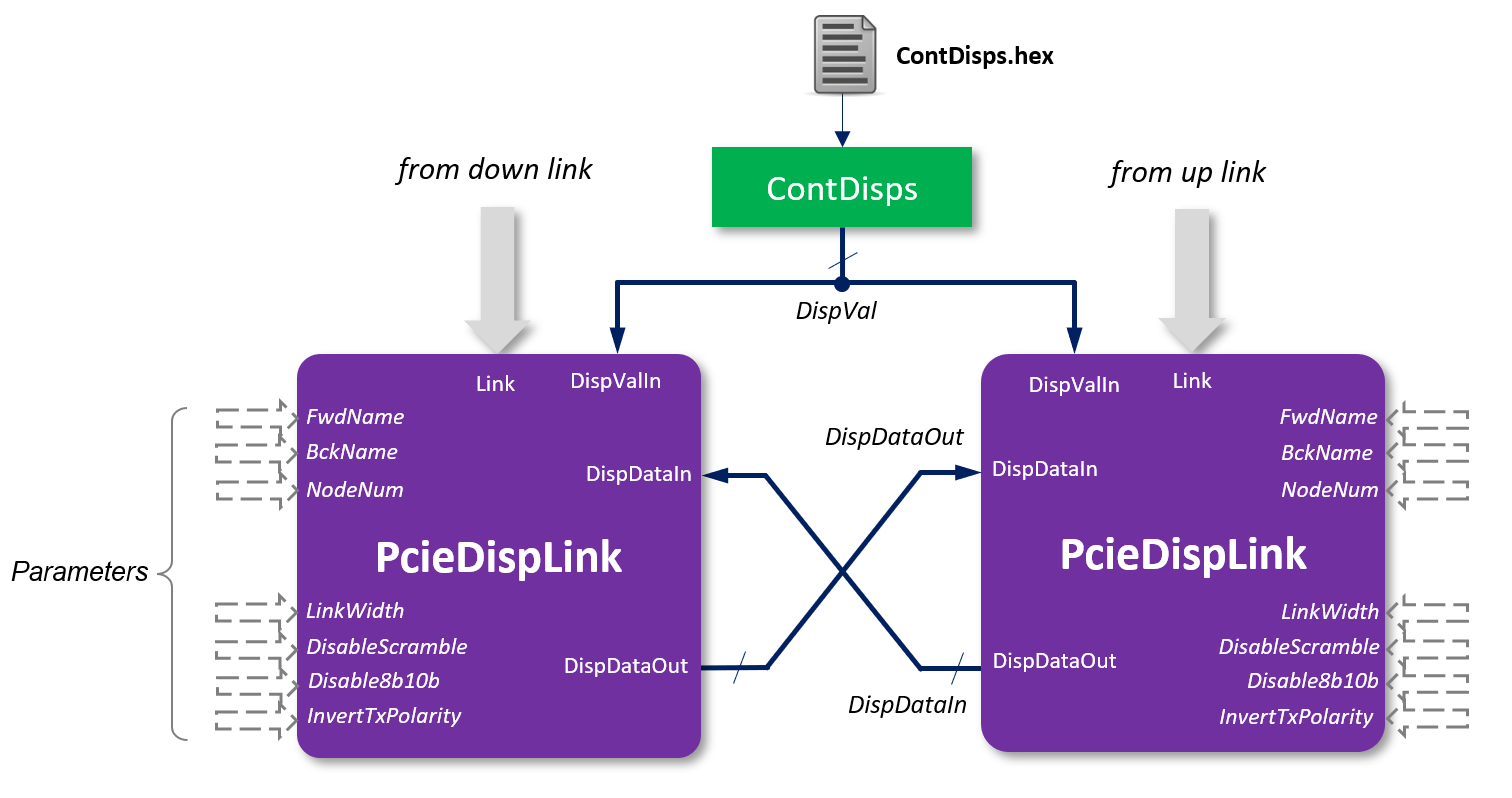 ContDisps.hex
from down link
ContDisps
from up link
DispVal
Link
DispValIn
DispValIn
Link
FwdName
BckName
NodeNum
DispDataIn
DispDataOut
DispDataIn
FwdName
BckName
NodeNum
PcieDispLink
PcieDispLink
Parameters
LinkWidth
DisableScramble
Disable8b10b
InvertTxPolarity
DispDataOut
DispDataIn
DispDataOut
LinkWidth
DisableScramble
Disable8b10b
InvertTxPolarity